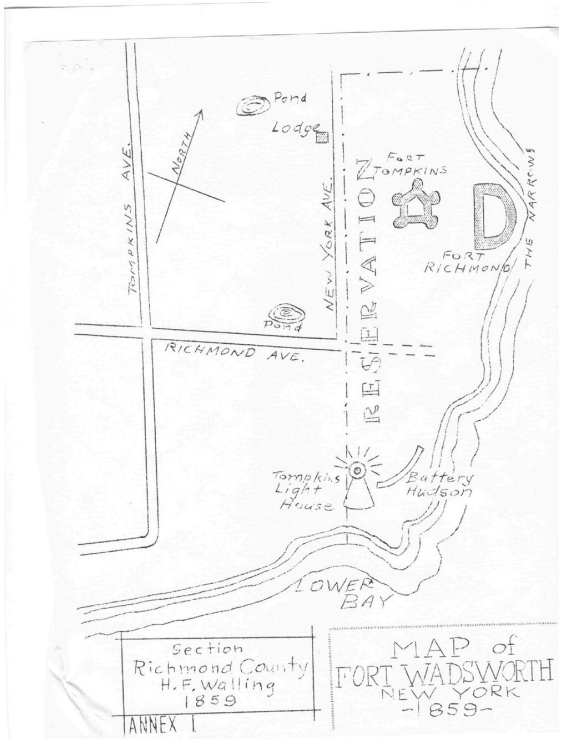 Pond
Lodge
NORTH
TOMPKINS AVE.
NEW YORK AVE.
RESERVATION
FORT
TOMPKINS
THE NARROWS
FORT
RICHMOND
Pond
RICHMOND AVE.
Tompkins
Light
House
Battery
Hudson
LOWER
BAY
Section
Richmond County
H.F. Walling
1859
ANNEX I
MAP of
FORT WADSWORTH
NEW YORK
-1859-